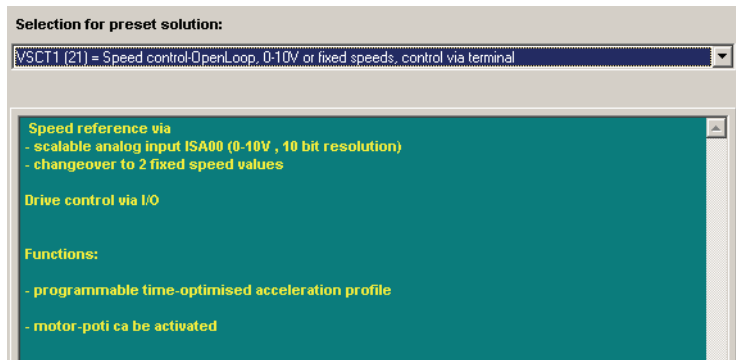 Selection for preset solution:
VSCT1 (21) = Speed control-OpenLoop, 0-10V or fixed speeds, control via terminal
Speed reference via
- scalable analog input ISA00 (0-10V , 10 bit resolution)
- changeover to 2 fixed speed values
Drive control via I/O
Functions:
- programmable time-optimised acceleration profile
- motor-poti ca be activated